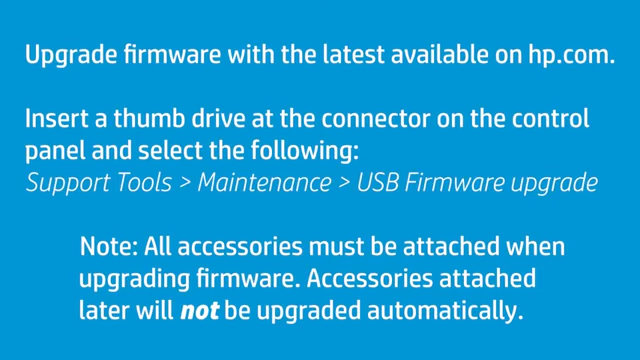 Upgrade firmware with the latest available on hp.com.
Insert a thumb drive at the connector on the control
panel and select the following:
Support Tools > Maintenance > USB Firmware upgrade
Note: All accessories must be attached when
upgrading firmware. Accessories attached
later will not be upgraded automatically.